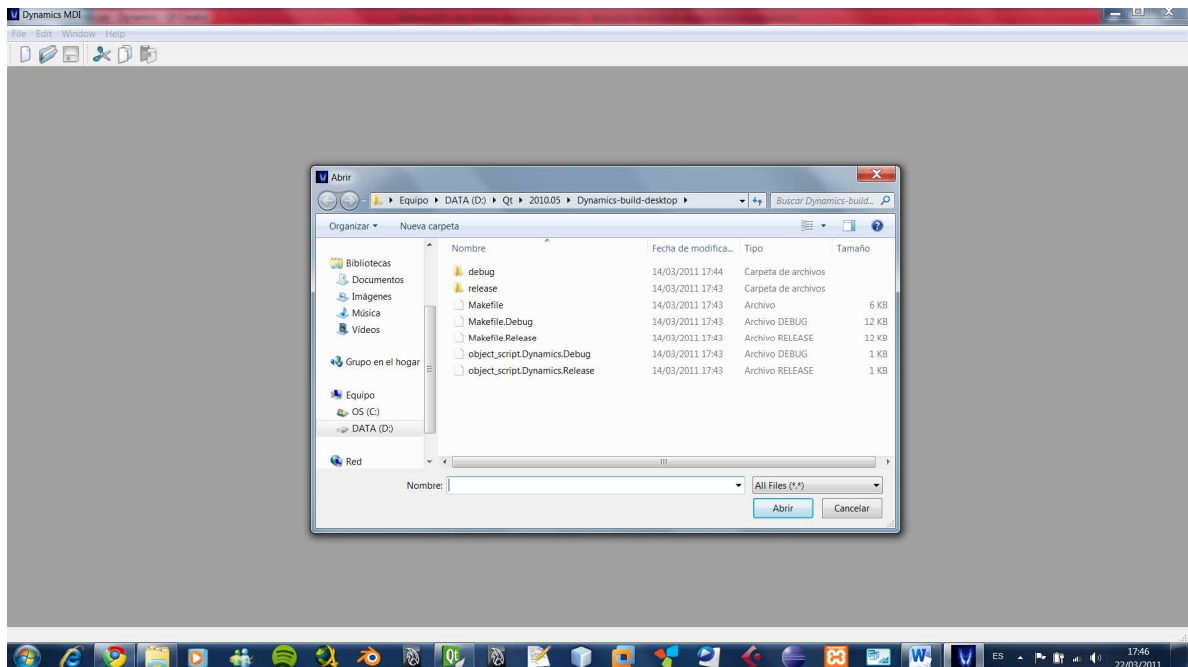 Dynamics MDI
File Edit Window Help
Abrir
Equipo ▸ DATA (D:) ▸ Qt ▸ 2010.05 ▸ Dynamics-build-desktop ▸ Buscar Dynamics-build...
Organizar Nueva carpeta
Nombre Fecha de modifica... Tipo Tamaño
Bibliotecas
Documentos
Imágenes
Música
Vídeos
Grupo en el hogar
Equipo
OS (C:)
DATA (D:)
Red
debug 14/03/2011 17:44 Carpeta de archivos
release 14/03/2011 17:43 Carpeta de archivos
Makefile 14/03/2011 17:43 Archivo 6 KB
Makefile.Debug 14/03/2011 17:43 Archivo DEBUG 12 KB
Makefile.Release 14/03/2011 17:43 Archivo RELEASE 12 KB
object_script.Dynamics.Debug 14/03/2011 17:43 Archivo DEBUG 1 KB
object_script.Dynamics.Release 14/03/2011 17:43 Archivo RELEASE 1 KB
Nombre: All Files (*.*)
Abrir Cancelar
ES 17:46
22/03/2011